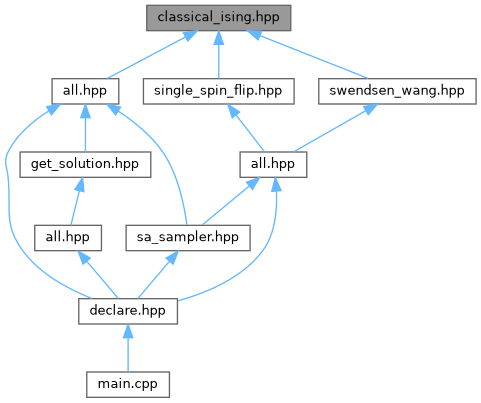 classical_ising.hpp
all.hpp
single_spin_flip.hpp
swendsen_wang.hpp
get_solution.hpp
all.hpp
all.hpp
sa_sampler.hpp
declare.hpp
main.cpp